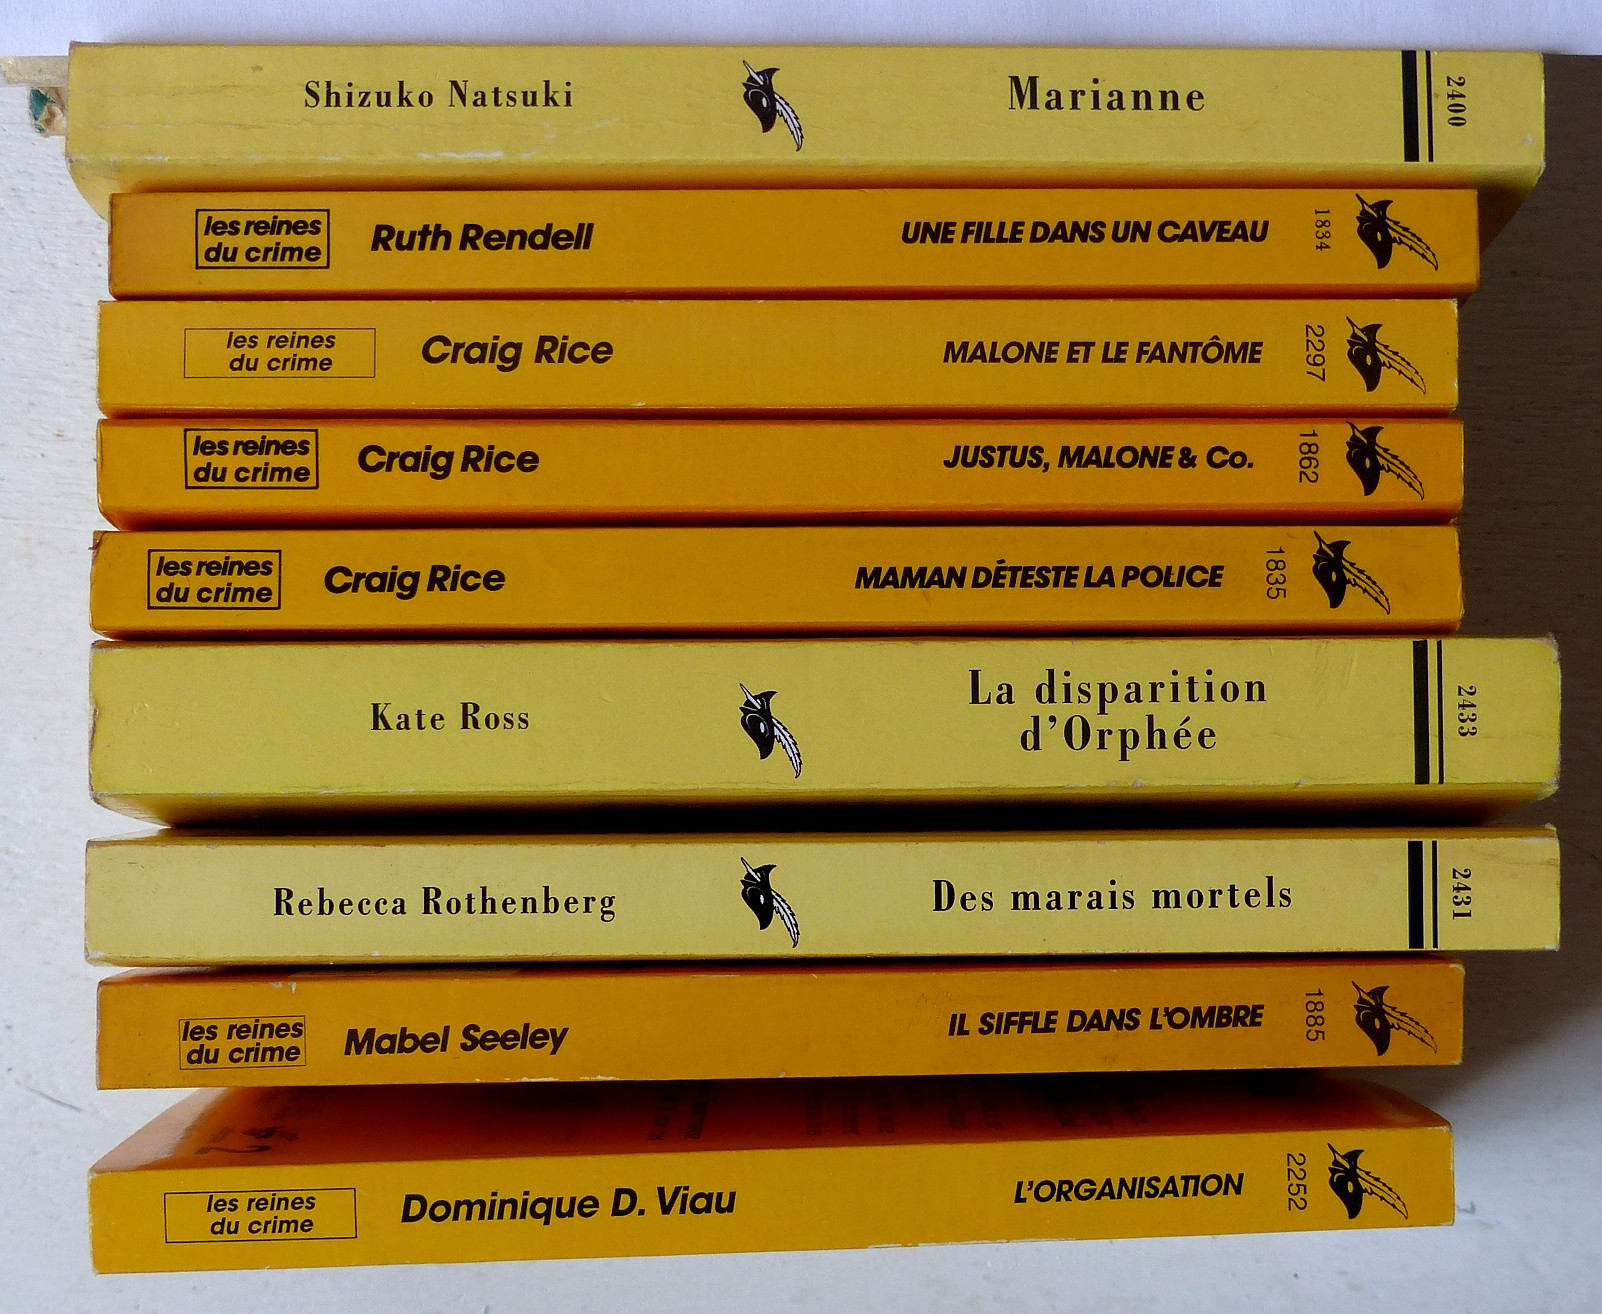 Shizuko Natsuki Marianne 2400
les reines
du crime
Ruth Rendell UNE FILLE DANS UN CAVEAU 1834
les reines
du crime
Craig Rice MALONE ET LE FANTÔME 2297
les reines
du crime
Craig Rice JUSTUS, MALONE & Co. 1862
les reines
du crime
Craig Rice MAMAN DÉTESTE LA POLICE 1835
Kate Ross
La disparition
d'Orphée
2433
Rebecca Rothenberg Des marais mortels 2431
les reines
du crime
Mabel Seeley IL SIFFLE DANS L'OMBRE 1885
les reines
du crime
Dominique D. Viau L'ORGANISATION 2252